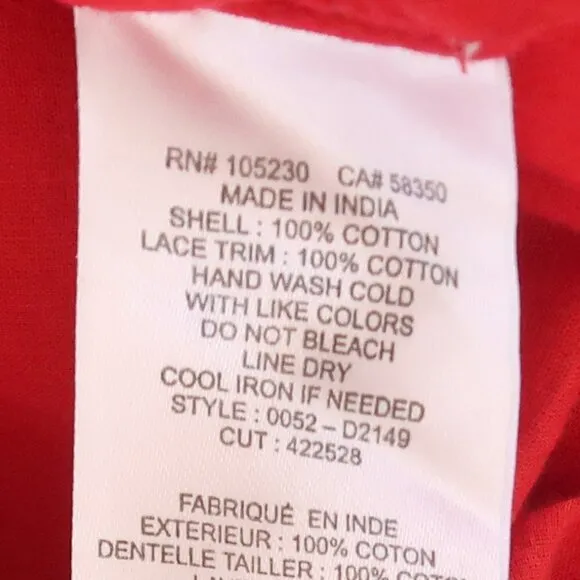 RN# 105230 CA# 58350
MADE IN INDIA
SHELL : 100% COTTON
LACE TRIM : 100% COTTON
HAND WASH COLD
WITH LIKE COLORS
DO NOT BLEACH
LINE DRY
COOL IRON IF NEEDED
STYLE : 0052 – D2149
CUT : 422528
FABRIQUÉ EN INDE
EXTERIEUR : 100% COTON
DENTELLE TAILLER : 100%